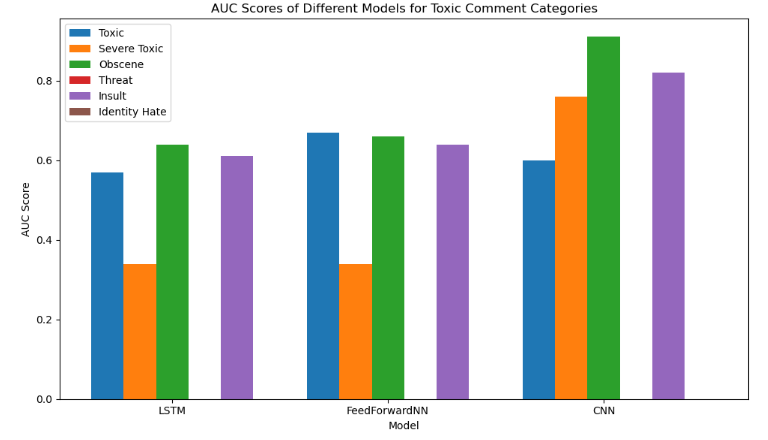 AUC Scores of Different Models for Toxic Comment Categories
Toxic
Severe Toxic
Obscene
Threat
Insult
Identity Hate
0.8
0.6
0.4
0.2
0.0
AUC Score
LSTM
FeedForwardNN
CNN
Model